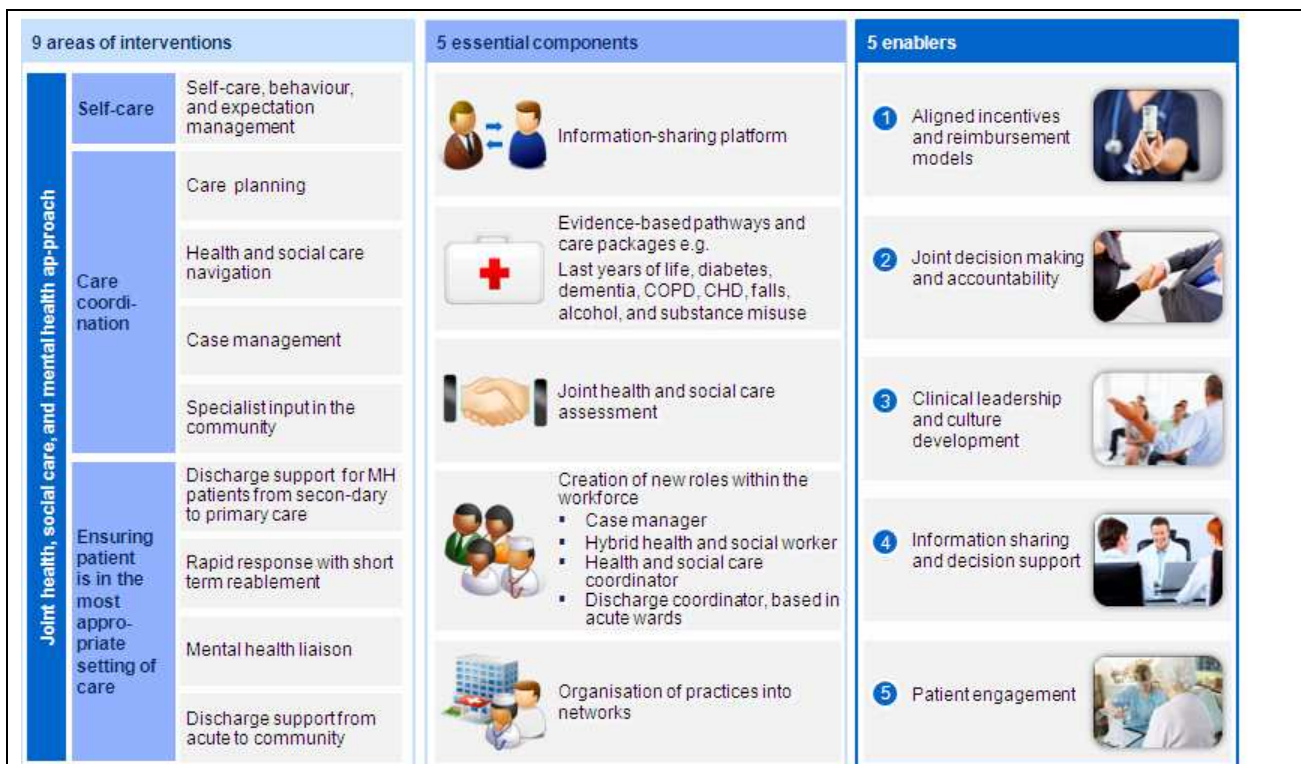 9 areas of interventions
Joint health, social care, and mental health ap-proach
Self-care
Self-care, behaviour,
and expectation
management
Care
coordi-
nation
Care planning
Health and social care
navigation
Case management
Specialist input in the
community
Ensuring
patient
is in the
most
appro-
priate
setting of
care
Discharge support for MH
patients from secon-dary
to primary care
Rapid response with short
term reablement
Mental health liaison
Discharge support from
acute to community
5 essential components
Information-sharing platform
Evidence-based pathways and
care packages e.g.
Last years of life, diabetes,
dementia, COPD, CHD, falls,
alcohol, and substance misuse
Joint health and social care
assessment
Creation of new roles within the
workforce
▪ Case manager
▪ Hybrid health and social worker
▪ Health and social care
coordinator
▪ Discharge coordinator, based in
acute wards
Organisation of practices into
networks
5 enablers
1 Aligned incentives
and reimbursement
models
2 Joint decision making
and accountability
3 Clinical leadership
and culture
development
4 Information sharing
and decision support
5 Patient engagement